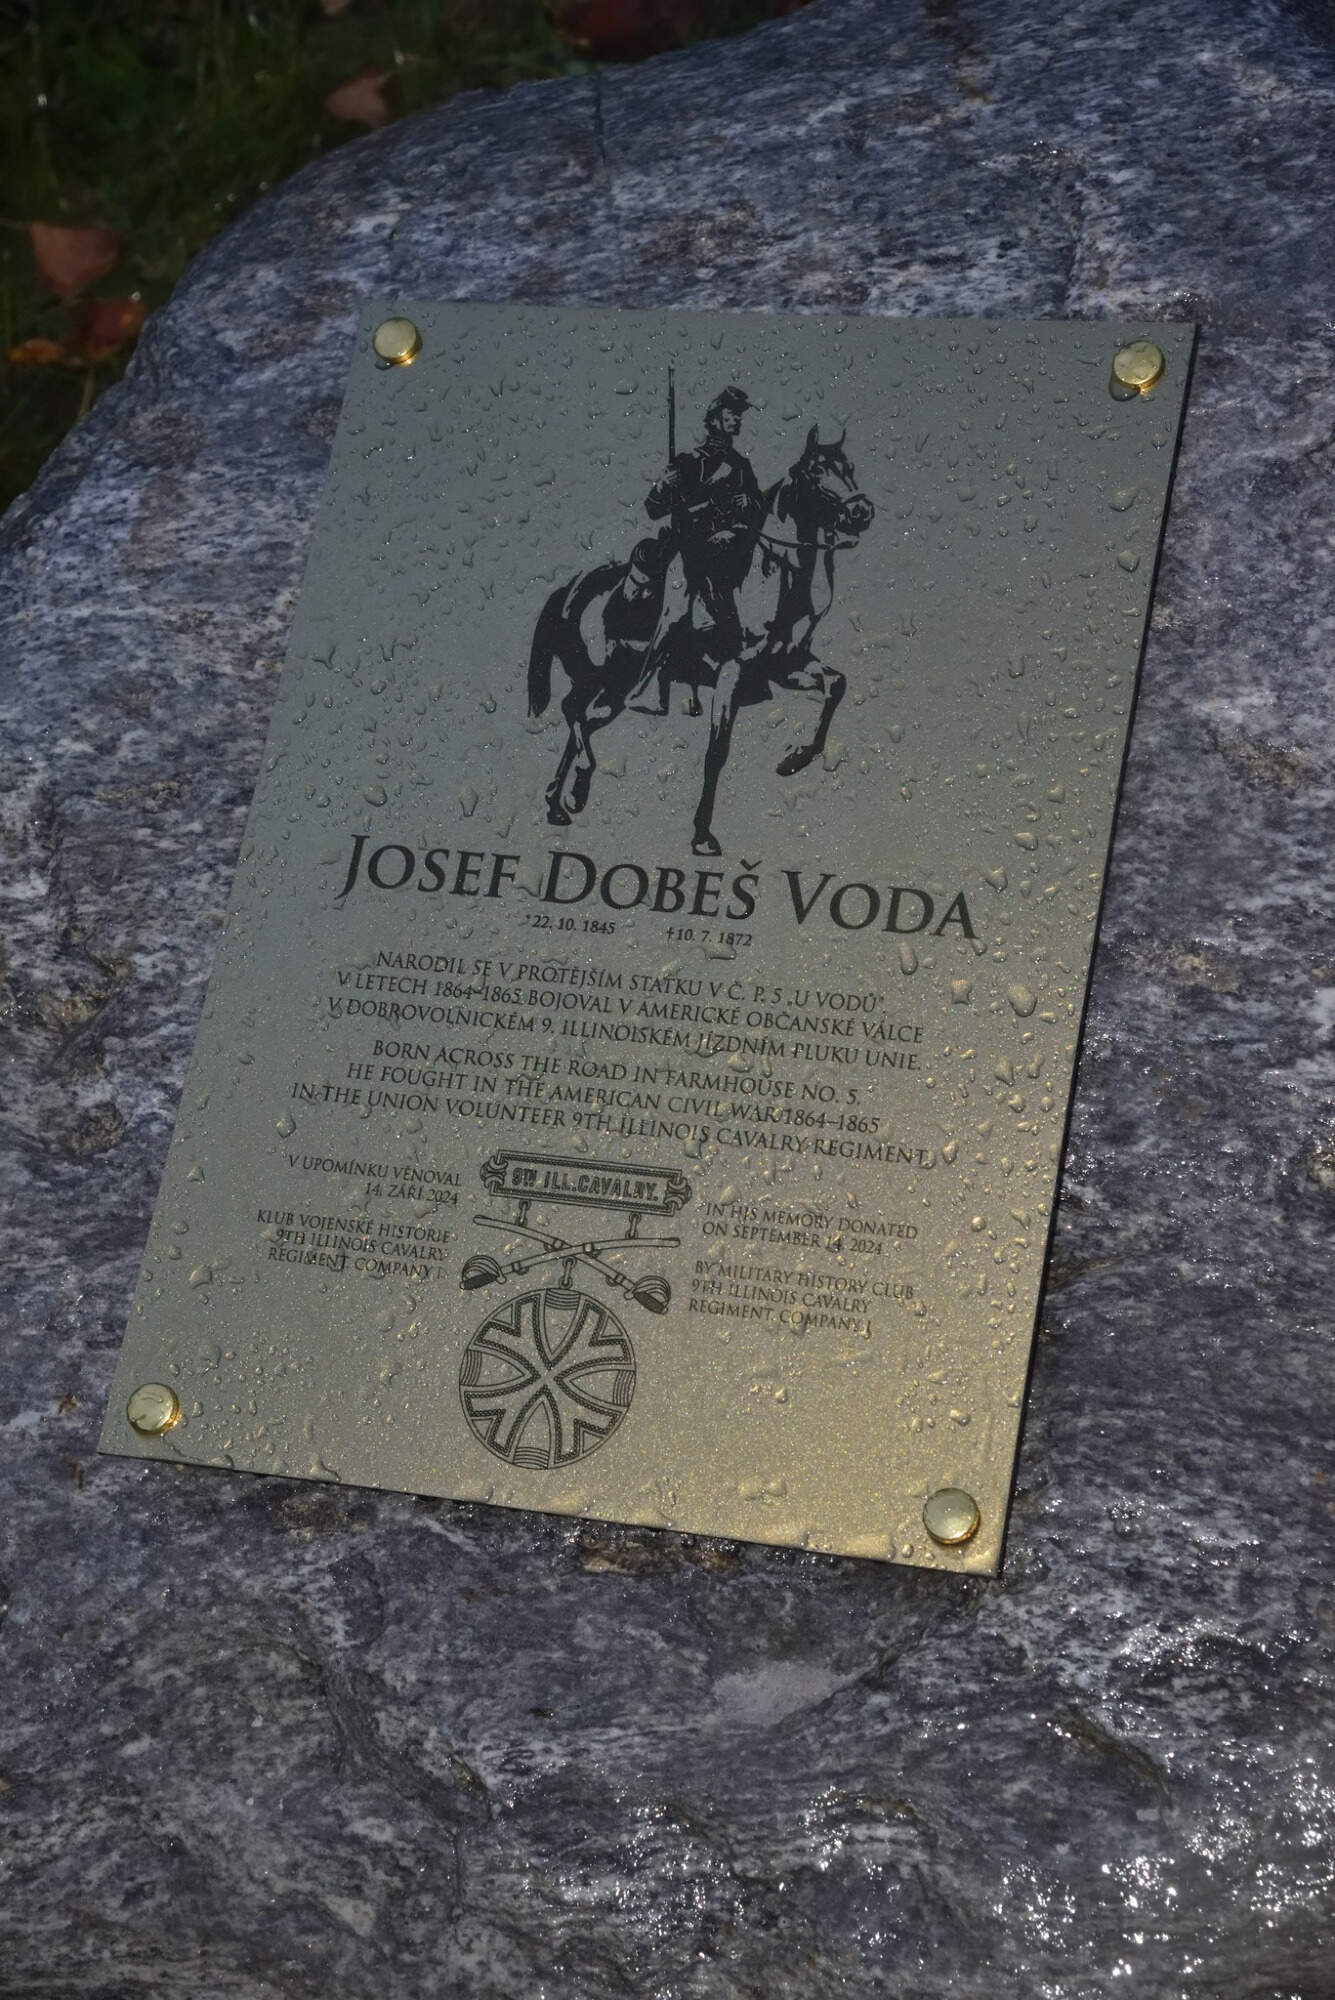 JOSEF DOBEŠ VODA
*22. 10. 1845 †10. 7. 1872
NARODIL SE V PROTĚJŠÍM STATKU V Č. P. 5 „U VODŮ“.
V LETECH 1864–1865 BOJOVAL V AMERICKÉ OBČANSKÉ VÁLCE
V DOBROVOLNICKÉM 9. ILLINOISKÉM JÍZDNÍM PLUKU UNIE.
BORN ACROSS THE ROAD IN FARMHOUSE NO. 5.
HE FOUGHT IN THE AMERICAN CIVIL WAR 1864–1865
IN THE UNION VOLUNTEER 9TH ILLINOIS CAVALRY REGIMENT.
V UPOMÍNKU VĚNOVAL
14. ZÁŘÍ 2024
KLUB VOJENSKÉ HISTORIE
9TH ILLINOIS CAVALRY
REGIMENT, COMPANY I.
9TH ILL. CAVALRY.
IN HIS MEMORY DONATED
ON SEPTEMBER 14, 2024
BY MILITARY HISTORY CLUB
9TH ILLINOIS CAVALRY
REGIMENT, COMPANY I.